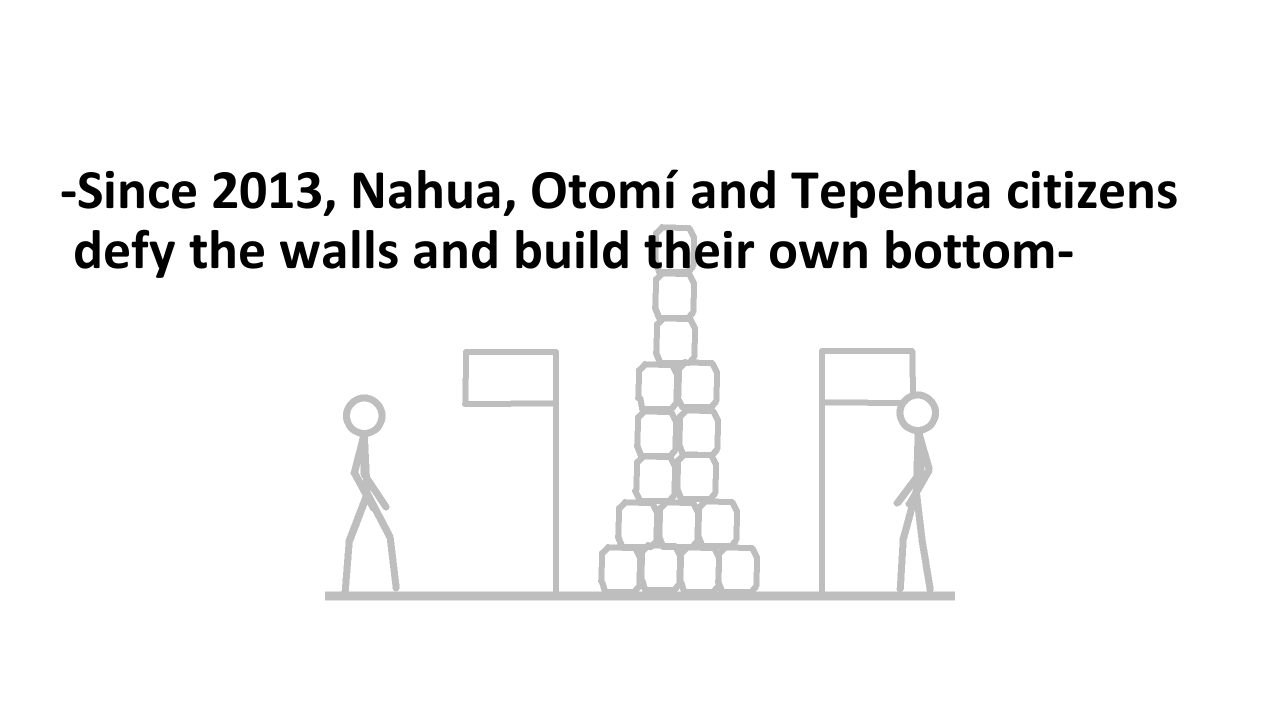 -Since 2013, Nahua, Otomí and Tepehua citizens
defy the walls and build their own bottom-